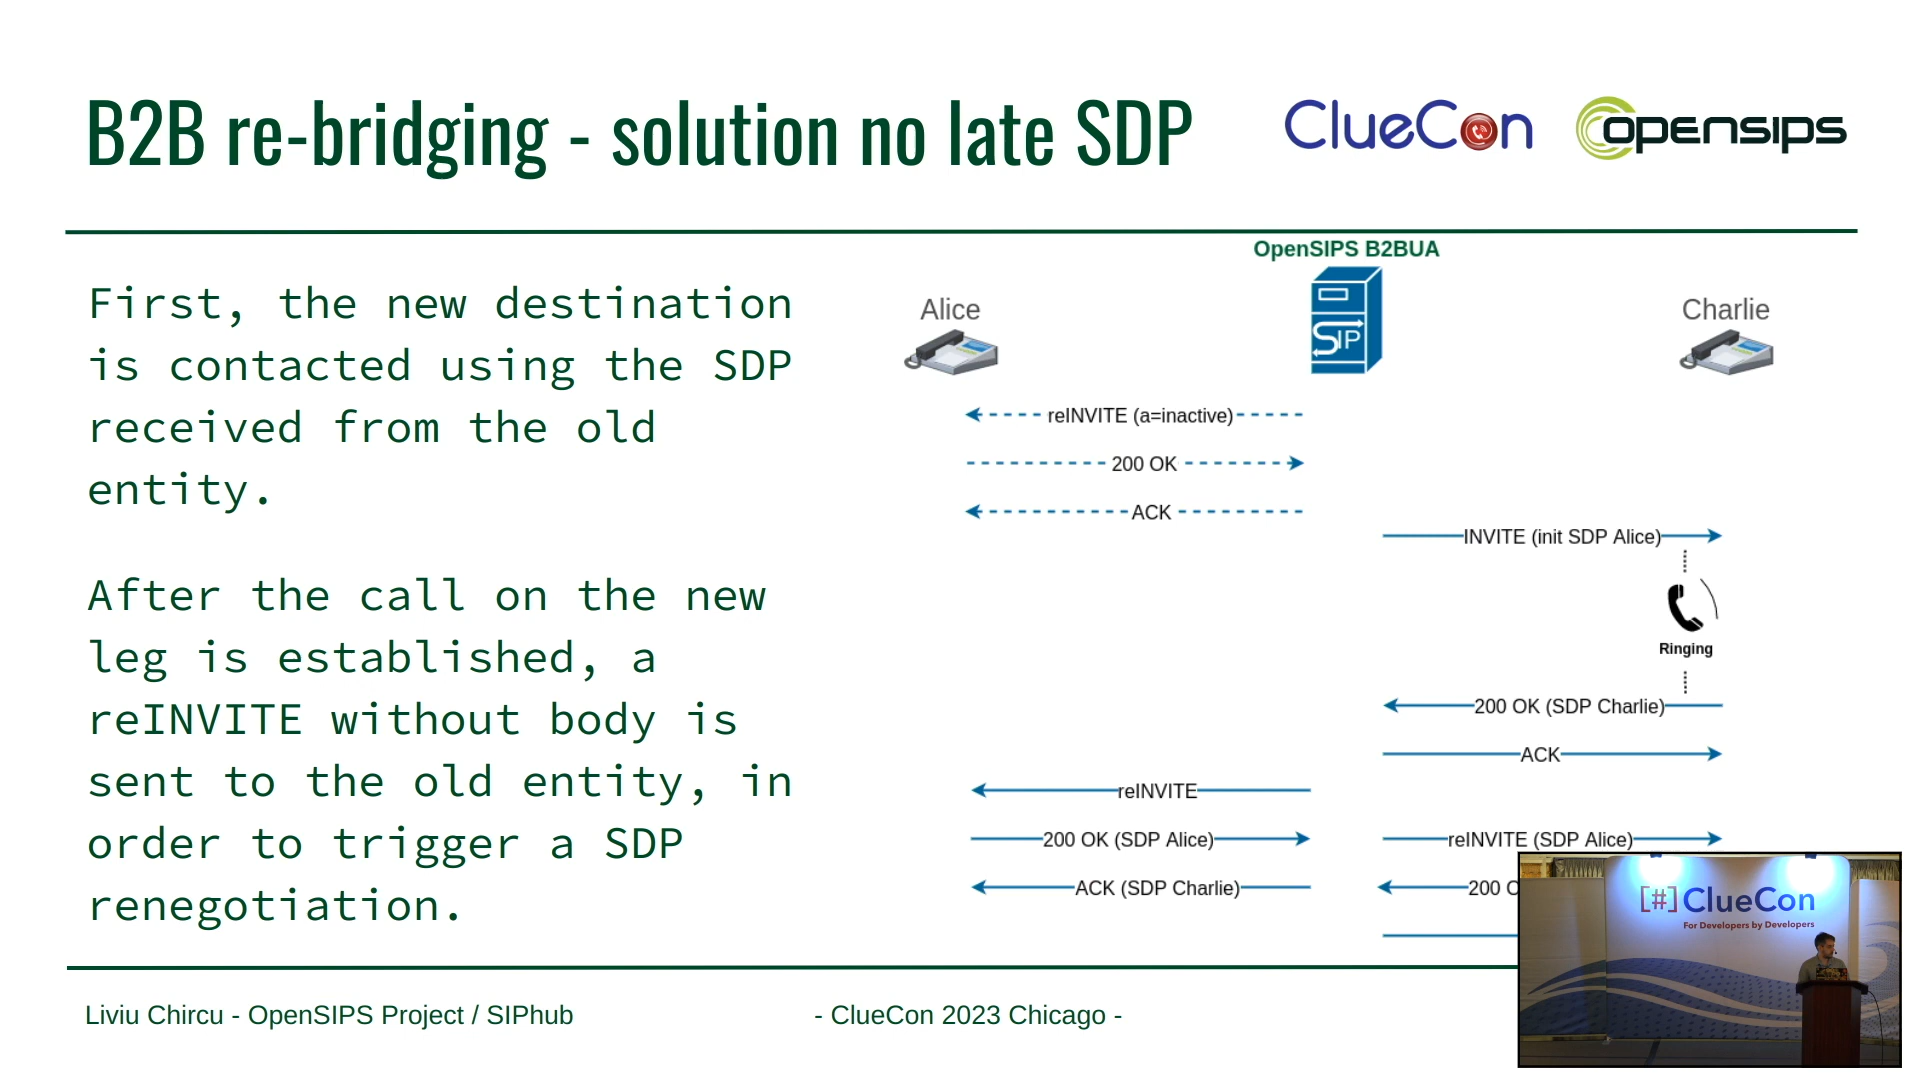 B2B re-bridging - solution no late SDP
ClueCon
opensips
First, the new destination
is contacted using the SDP
received from the old
entity.
After the call on the new
leg is established, a
reINVITE without body is
sent to the old entity, in
order to trigger a SDP
renegotiation.
OpenSIPS B2BUA
Alice
Charlie
SIP
reINVITE (a=inactive)
200 OK
ACK
INVITE (init SDP Alice)
Ringing
200 OK (SDP Charlie)
ACK
reINVITE
200 OK (SDP Alice)
reINVITE (SDP Alice)
ACK (SDP Charlie)
200
[#] ClueCon
For Developers by Developers
Liviu Chircu - OpenSIPS Project / SIPhub
- ClueCon 2023 Chicago -